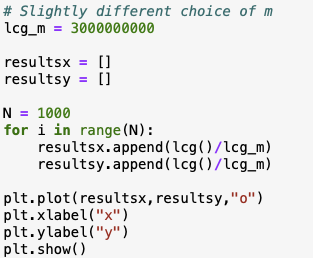 # Slightly different choice of m
lcg_m = 3000000000

resultsx = []
resultsy = []

N = 1000
for i in range(N):
    resultsx.append(lcg()/lcg_m)
    resultsy.append(lcg()/lcg_m)

plt.plot(resultsx,resultsy,"o")
plt.xlabel("x")
plt.ylabel("y")
plt.show()